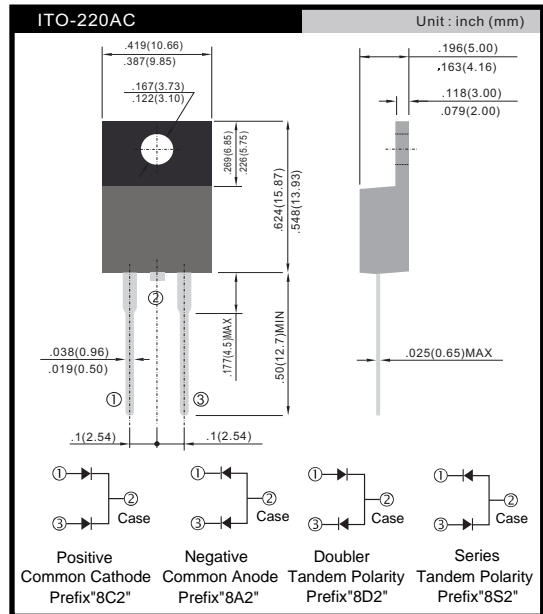 ITO-220AC Unit : inch (mm)
.419(10.66)
.387(9.85)
.196(5.00)
.163(4.16)
.167(3.73)
.122(3.10)
.118(3.00)
.079(2.00)
.269(6.85)
.226(5.75)
.624(15.87)
.548(13.93)
②
.177(4.5)MAX
.50(12.7)MIN
.038(0.96)
.019(0.50)
.025(0.65)MAX
① ③
.1(2.54) .1(2.54)
① ① ① ①
② ② ② ②
③ Case ③ Case ③ Case ③ Case
Positive Negative Doubler Series
Common Cathode Common Anode Tandem Polarity Tandem Polarity
Prefix"8C2" Prefix"8A2" Prefix"8D2" Prefix"8S2"